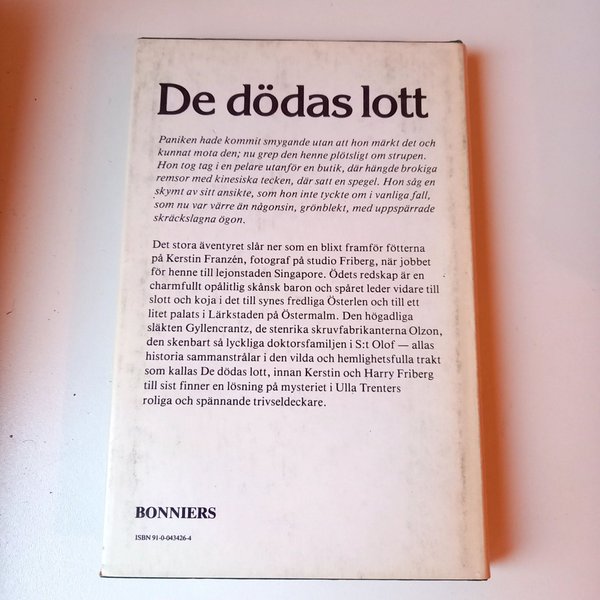 De dödas lott
Paniken hade kommit smygande utan att hon märkt det och
kunnat mota den; nu grep den henne plötsligt om strupen.
Hon tog tag i en pelare utanför en butik, där hängde brokiga
remsor med kinesiska tecken, där satt en spegel. Hon såg en
skymt av sitt ansikte, som hon inte tyckte om i vanliga fall,
som nu var värre än någonsin, grönblekt, med uppspärrade
skräckslagna ögon.
Det stora äventyret slår ner som en blixt framför fötterna
på Kerstin Franzén, fotograf på studio Friberg, när jobbet
för henne till lejonstaden Singapore. Ödets redskap är en
charmfullt opålitlig skånsk baron och spåret leder vidare till
slott och koja i det till synes fredliga Österlen och till ett
litet palats i Lärkstaden på Östermalm. Den högadliga
släkten Gyllencrantz, de stenrika skruvfabrikanterna Olzon,
den skenbart så lyckliga doktorsfamiljen i S:t Olof — allas
historia sammanstrålar i den vilda och hemlighetsfulla trakt
som kallas De dödas lott, innan Kerstin och Harry Friberg
till sist finner en lösning på mysteriet i Ulla Trenters
roliga och spännande trivseldeckare.
BONNIERS
ISBN 91-0-043426-4